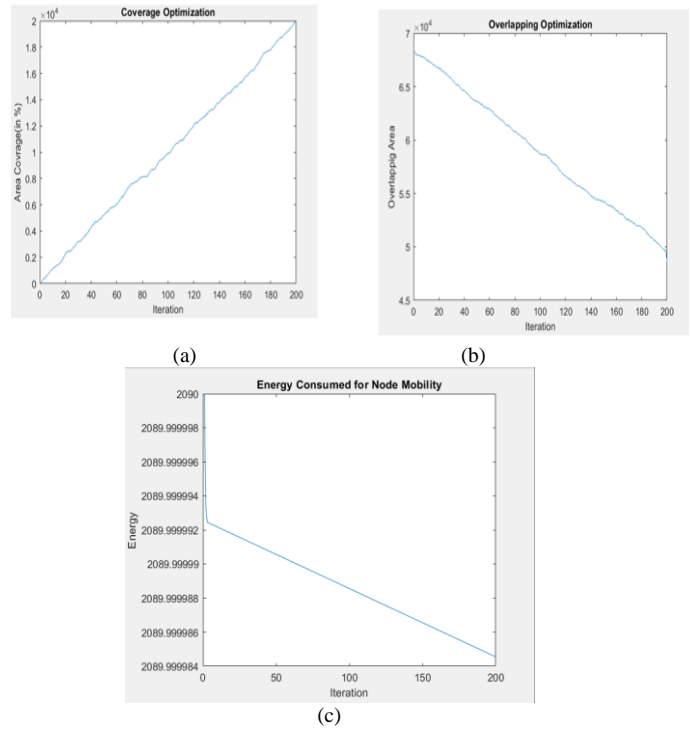 Coverage Optimization
×10⁴
2
1.8
1.6
1.4
1.2
1
0.8
0.6
0.4
0.2
0
Area Covrage(in %)
0 20 40 60 80 100 120 140 160 180 200
Iteration
(a)
Overlapping Optimization
×10⁴
7
6.5
6
5.5
5
4.5
Overlappig Area
0 20 40 60 80 100 120 140 160 180 200
Iteration
(b)
Energy Consumed for Node Mobility
2090
2089.999998
2089.999996
2089.999994
2089.999992
2089.99999
2089.999988
2089.999986
2089.999984
Energy
0 50 100 150 200
Iteration
(c)